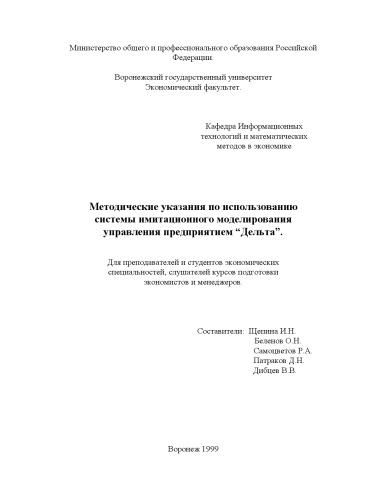 Министерство общего и профессионального образования Российской
Федерации.
Воронежский государственный университет
Экономический факультет.
Кафедра Информационных
технологий и математических
методов в экономике
Методические указания по использованию
системы имитационного моделирования
управления предприятием “Дельта”.
Для преподавателей и студентов экономических
специальностей, слушателей курсов подготовки
экономистов и менеджеров.
Составители: Щепина И.Н.
Беленов О.Н.
Самоцветов Р.А.
Патраков Д.Н.
Дибцев В.В.
Воронеж 1999